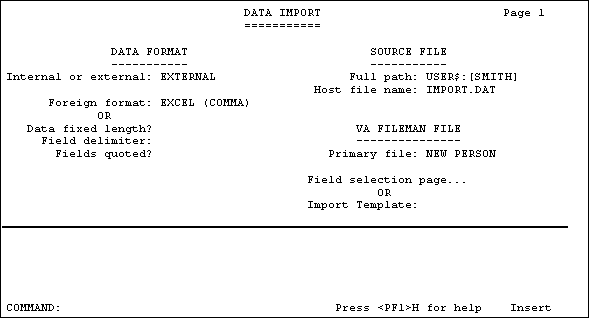 DATA IMPORT Page 1
===========
DATA FORMAT SOURCE FILE
----------- -----------
Internal or external: EXTERNAL Full path: USER$:[SMITH]
Host file name: IMPORT.DAT
Foreign format: EXCEL (COMMA)
OR
Data fixed length? VA FILEMAN FILE
Field delimiter: ---------------
Fields quoted? Primary file: NEW PERSON
Field selection page...
OR
Import Template:
COMMAND: Press <PF1>H for help Insert